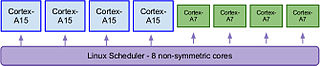 Cortex-
A15
Cortex-
A15
Cortex-
A15
Cortex-
A15
Cortex-
A7
Cortex-
A7
Cortex-
A7
Cortex-
A7
Linux Scheduler - 8 non-symmetric cores